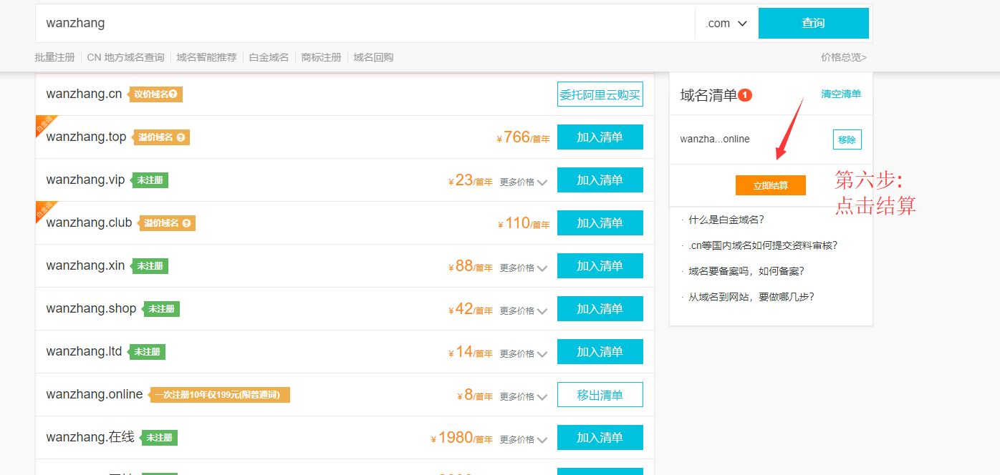 wanzhang
.com
查询
批量注册 CN 地方域名查询 域名智能推荐 白金域名 商标注册 域名回购
价格总览>
wanzhang.cn 议价域名 委托阿里云购买
白金词
wanzhang.top 溢价域名 ¥766/首年 加入清单
wanzhang.vip 未注册 ¥23/首年 更多价格 加入清单
白金词
wanzhang.club 溢价域名 ¥110/首年 加入清单
wanzhang.xin 未注册 ¥88/首年 更多价格 加入清单
wanzhang.shop 未注册 ¥42/首年 更多价格 加入清单
wanzhang.ltd 未注册 ¥14/首年 更多价格 加入清单
wanzhang.online 一次注册10年仅199元(限普通词) ¥8/首年 更多价格 移出清单
wanzhang.在线 未注册 ¥1980/首年 更多价格 加入清单
域名清单 1 清空清单
wanzha...online 移除
立即结算
第六步:
点击结算
· 什么是白金域名?
· .cn等国内域名如何提交资料审核?
· 域名要备案吗，如何备案?
· 从域名到网站，要做哪几步?